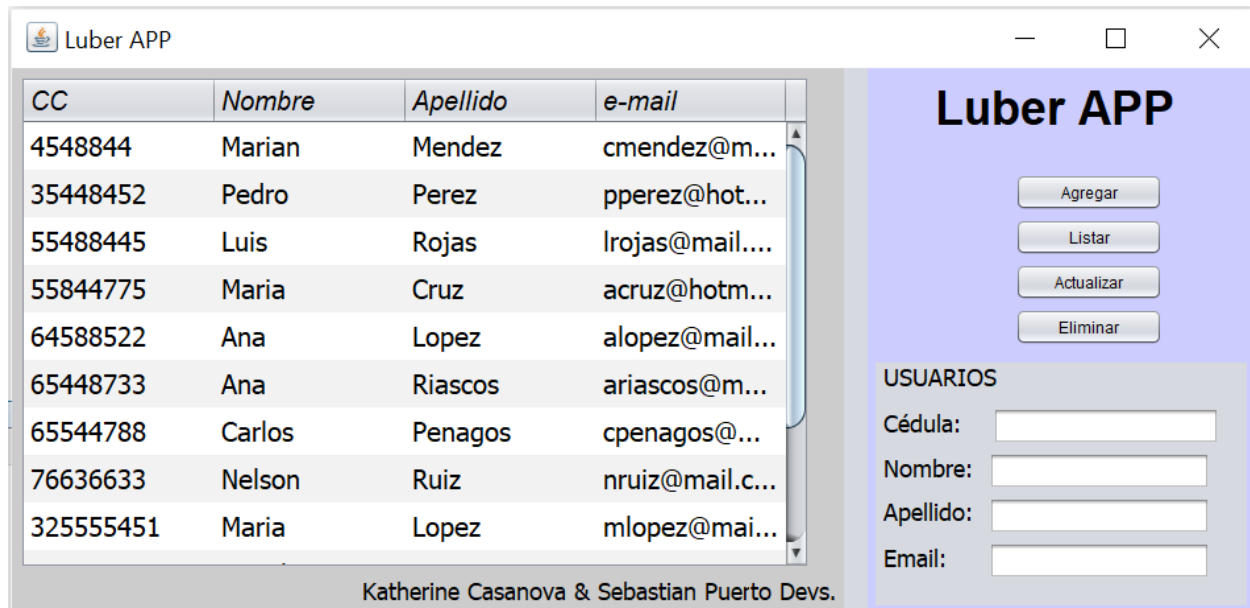 Luber APP
CC Nombre Apellido e-mail
4548844 Marian Mendez cmendez@m...
35448452 Pedro Perez pperez@hot...
55488445 Luis Rojas lrojas@mail....
55844775 Maria Cruz acruz@hotm...
64588522 Ana Lopez alopez@mail...
65448733 Ana Riascos ariascos@m...
65544788 Carlos Penagos cpenagos@...
76636633 Nelson Ruiz nruiz@mail.c...
325555451 Maria Lopez mlopez@mai...
Katherine Casanova & Sebastian Puerto Devs.
Luber APP
Agregar
Listar
Actualizar
Eliminar
USUARIOS
Cédula:
Nombre:
Apellido:
Email: